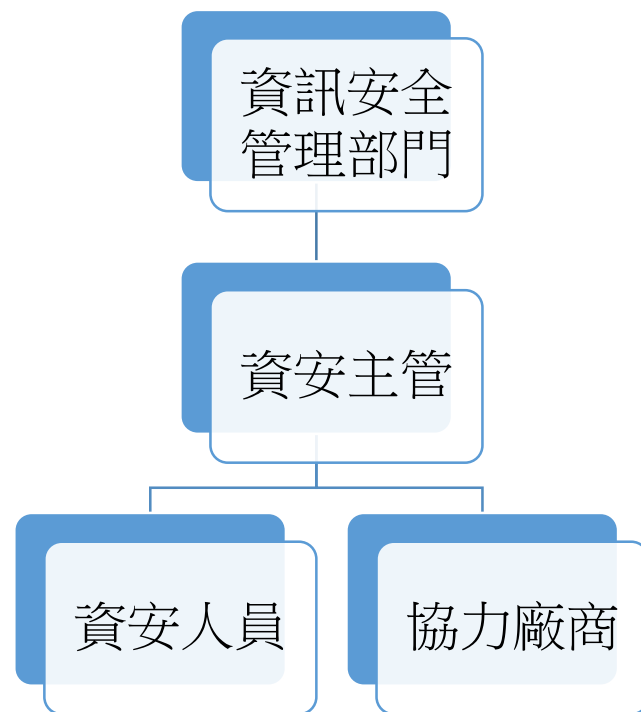 資訊安全
管理部門
資安主管
資安人員
協力廠商